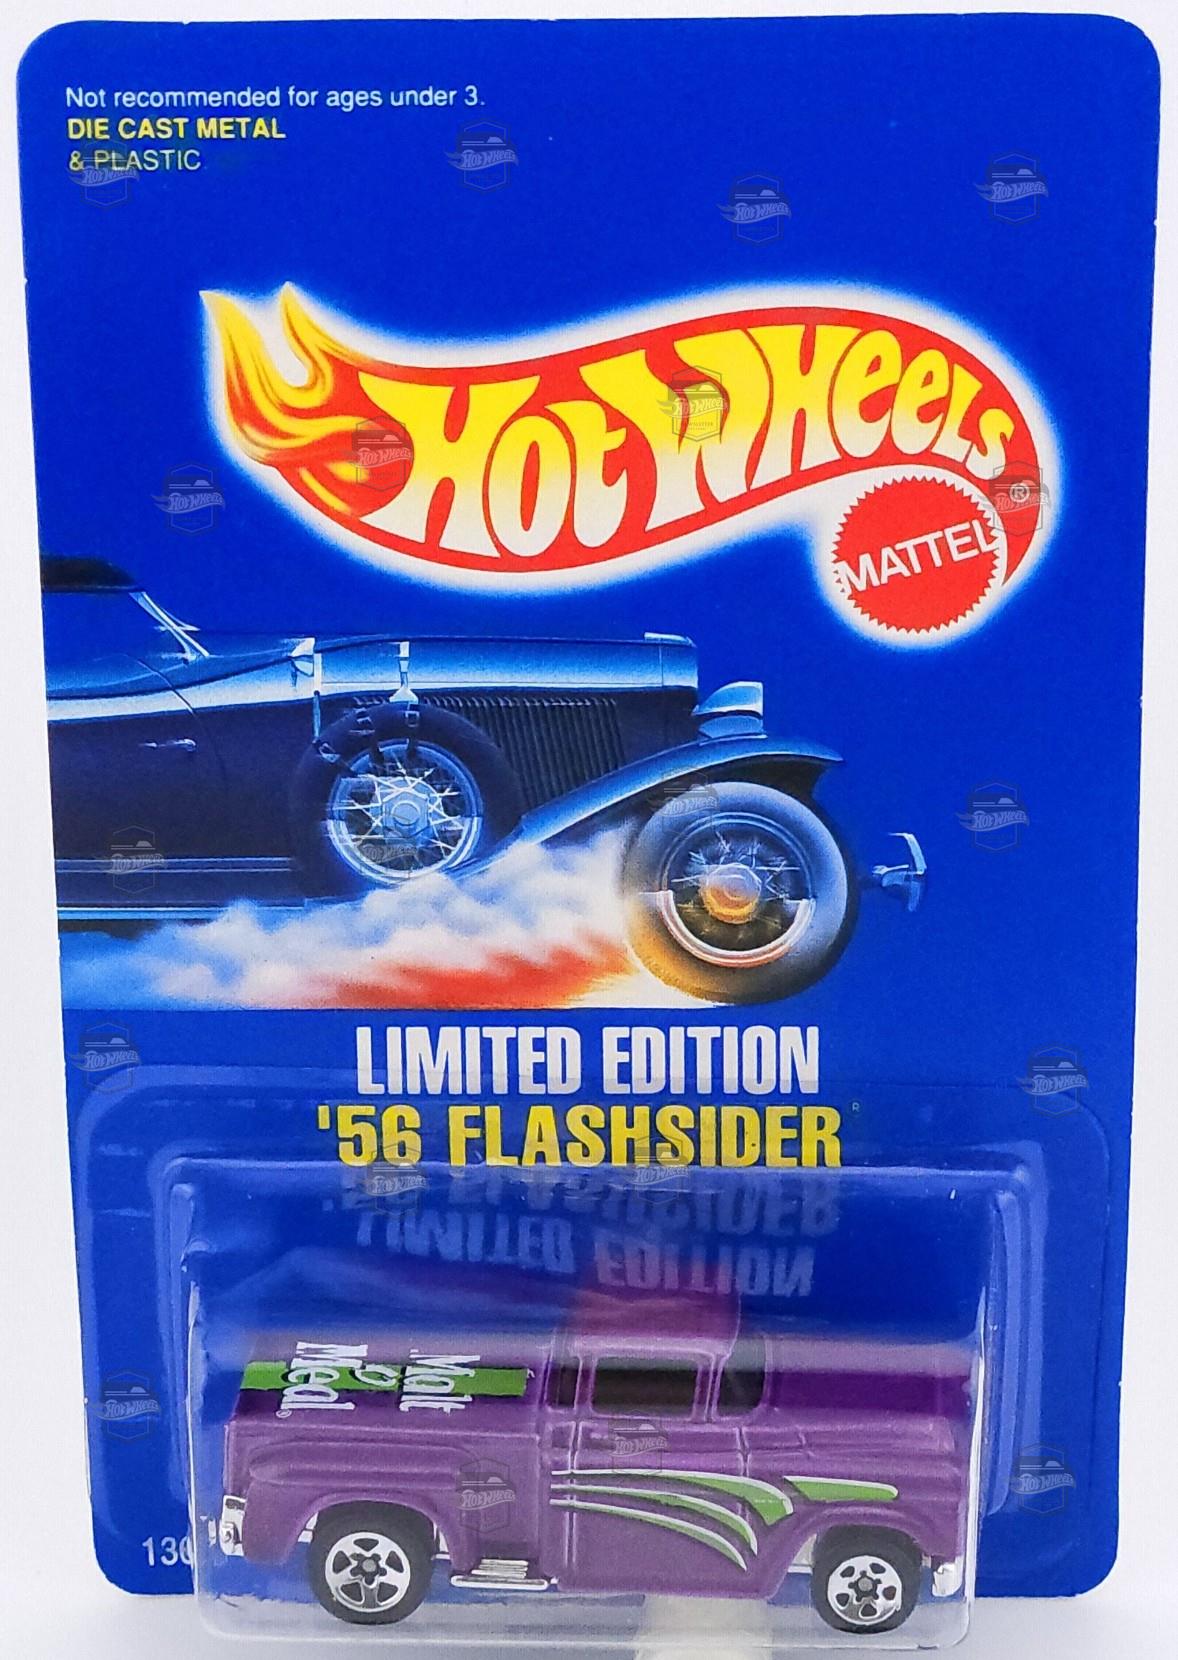 Not recommended for ages under 3.
DIE CAST METAL
& PLASTIC
HOT WHEELS
®
MATTEL
LIMITED EDITION
'56 FLASHSIDER®
Malt
O
Meal®